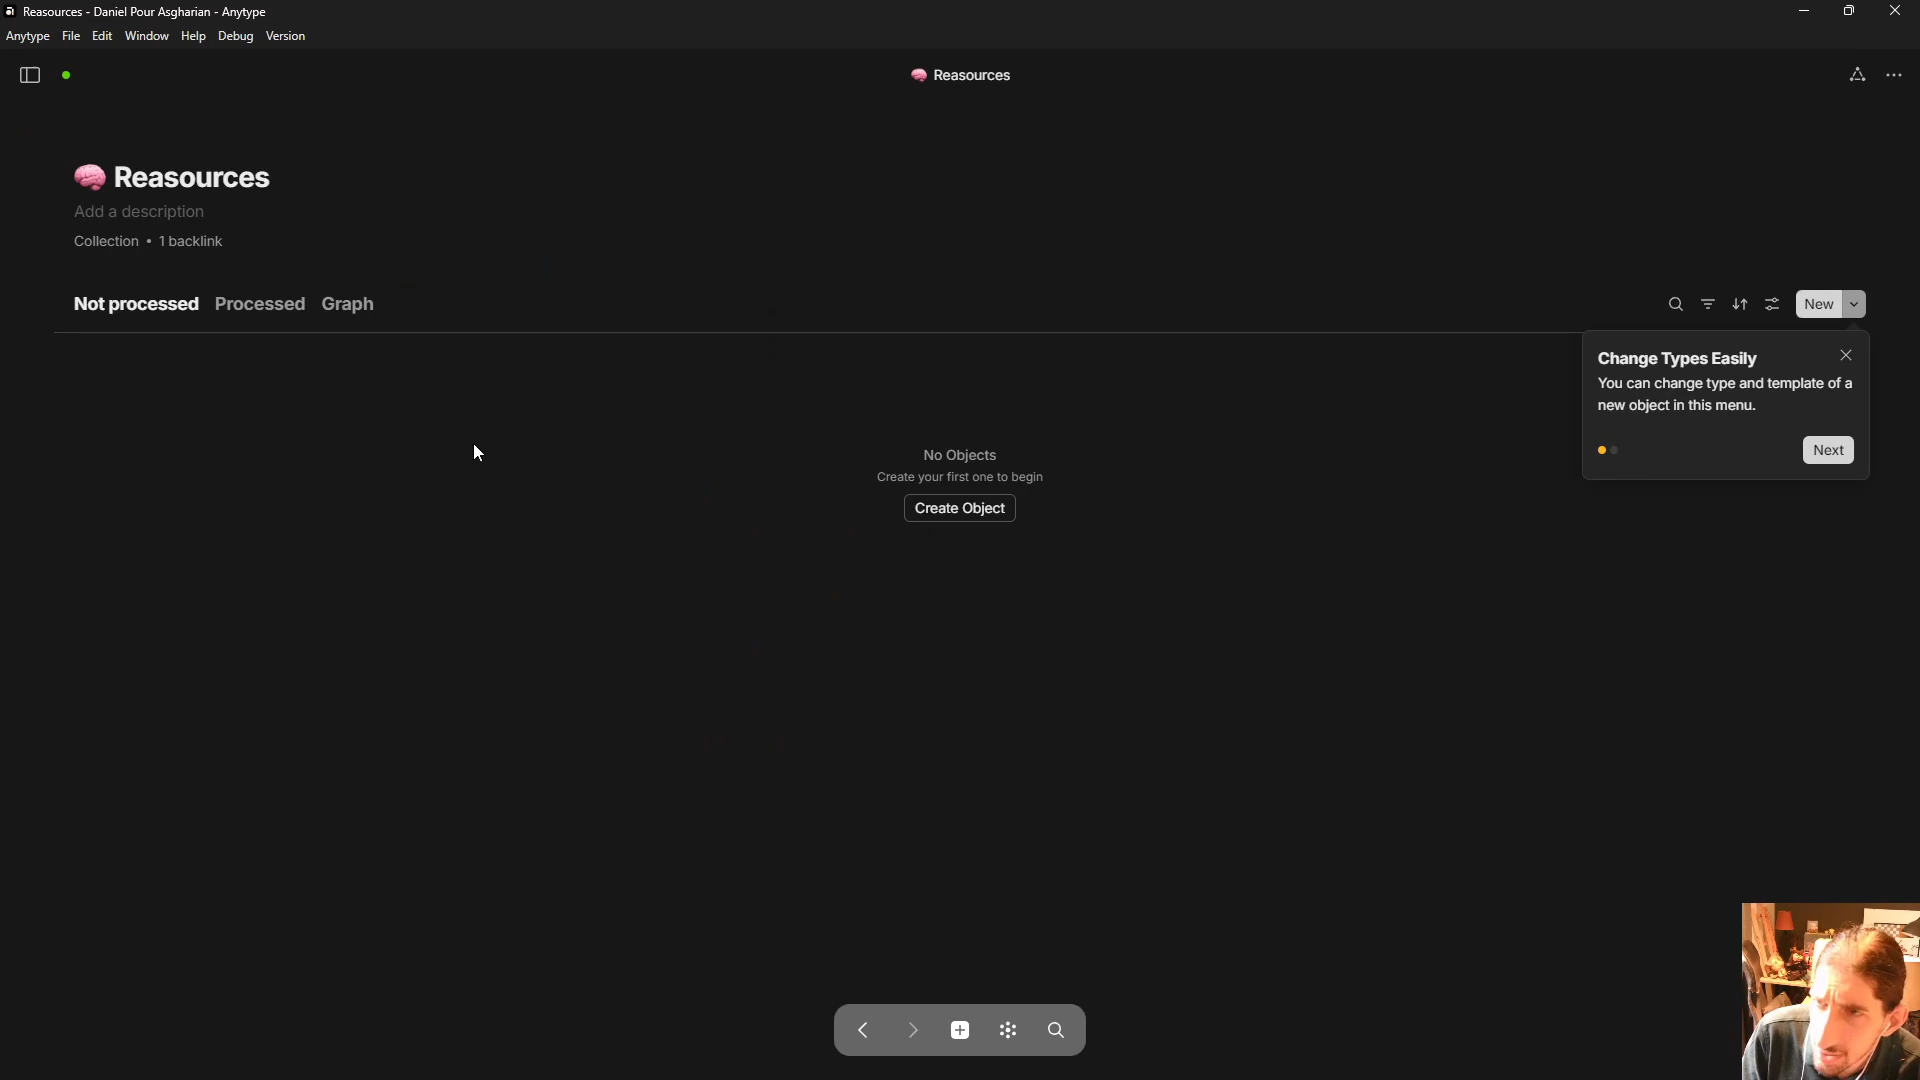 Reasources - Daniel Pour Asgharian - Anytype
Anytype File Edit Window Help Debug Version
Reasources
Reasources
Add a description
Collection • 1 backlink
Not processed Processed Graph
New
Change Types Easily
You can change type and template of a
new object in this menu.
Next
No Objects
Create your first one to begin
Create Object